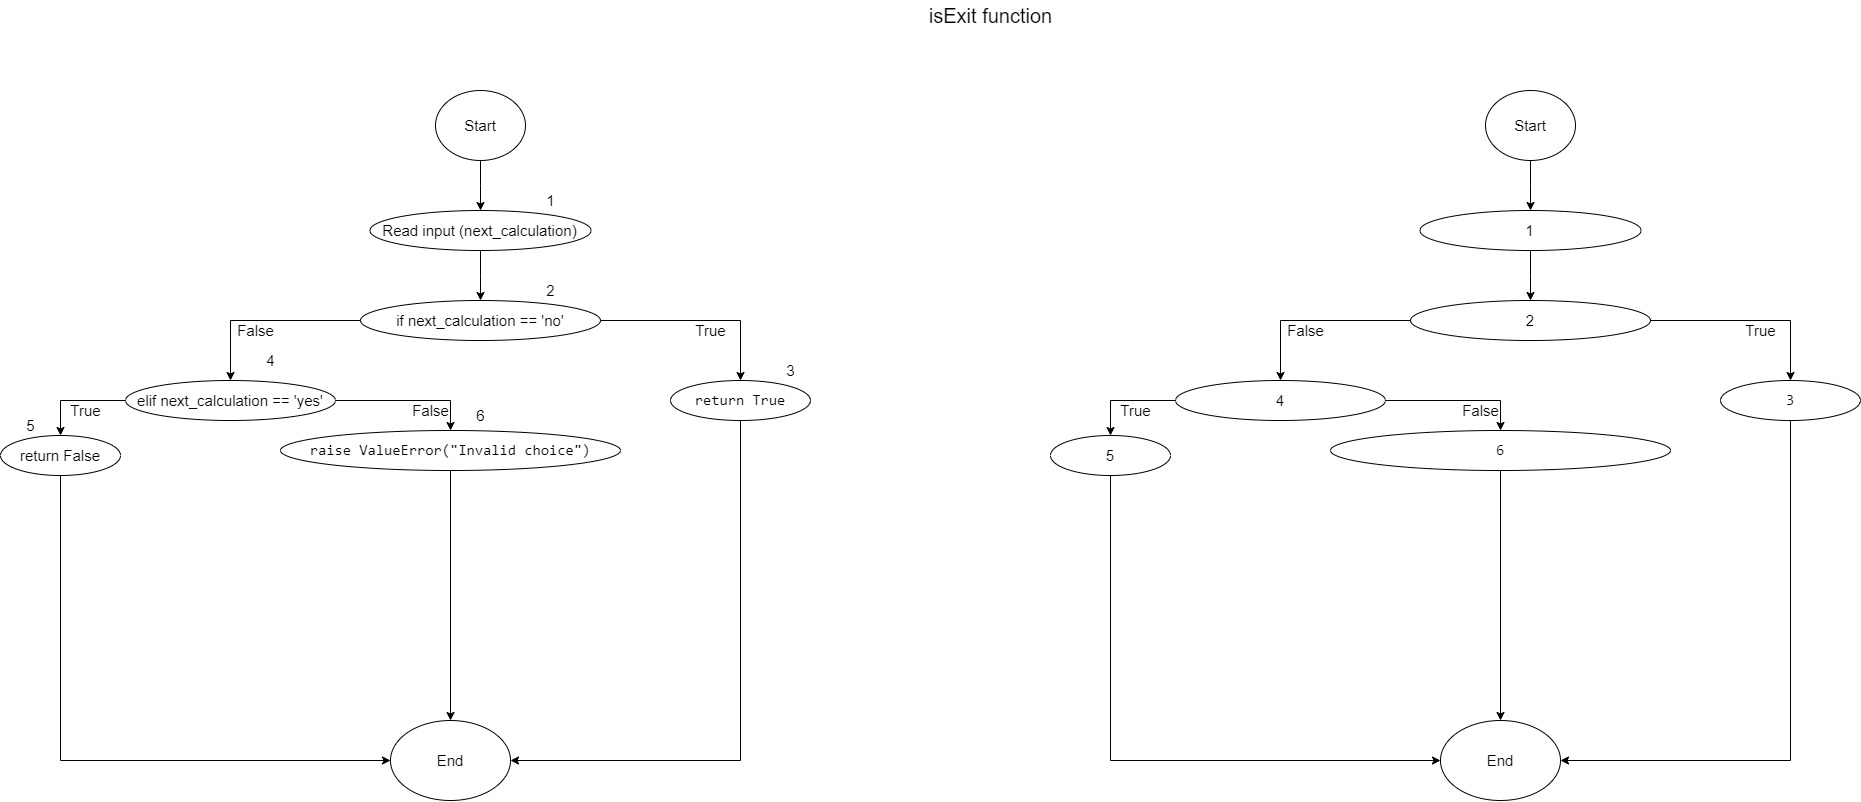 isExit function
Start
1
Read input (next_calculation)
2
if next_calculation == 'no'
False
True
4
3
elif next_calculation == 'yes'
return True
True
False
5
6
return False
raise ValueError("Invalid choice")
End
Start
1
2
False
True
4
3
True
False
5
6
End